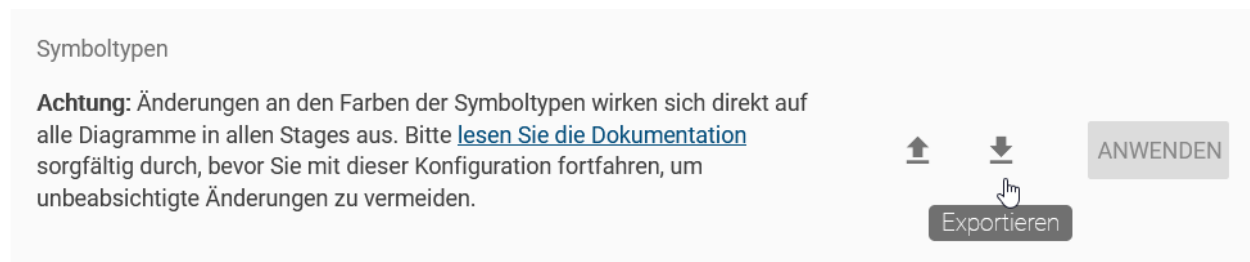 Symboltypen
Achtung: Änderungen an den Farben der Symboltypen wirken sich direkt auf
alle Diagramme in allen Stages aus. Bitte lesen Sie die Dokumentation
sorgfältig durch, bevor Sie mit dieser Konfiguration fortfahren, um
unbeabsichtigte Änderungen zu vermeiden.
ANWENDEN
Exportieren